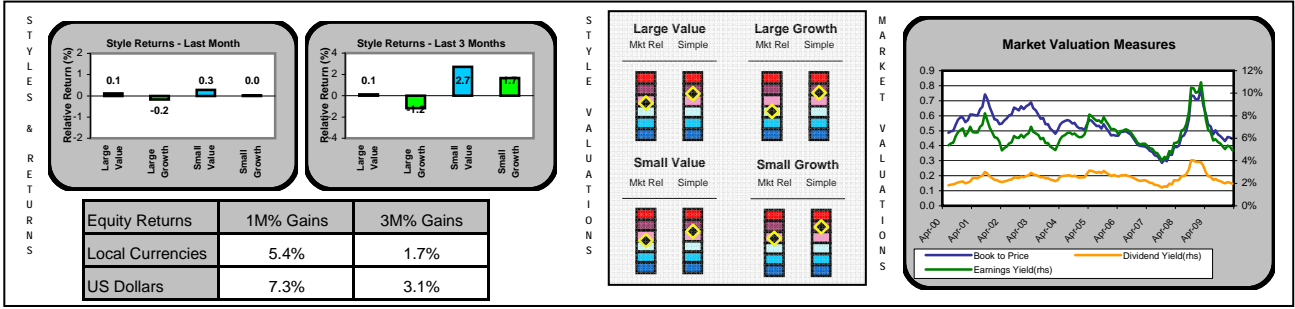 STYLES & RETURNS
Style Returns - Last Month
Relative Return (%)
2
1
0
-1
-2
0.1
-0.2
0.3
0.0
Large Value
Large Growth
Small Value
Small Growth
Style Returns - Last 3 Months
Relative Return (%)
4
2
0
-2
-4
0.1
-1.2
2.7
1.7
Large Value
Large Growth
Small Value
Small Growth
Equity Returns 1M% Gains 3M% Gains
Local Currencies 5.4% 1.7%
US Dollars 7.3% 3.1%
STYLE VALUATIONS
Large Value Large Growth
Mkt Rel Simple Mkt Rel Simple
Small Value Small Growth
Mkt Rel Simple Mkt Rel Simple
MARKET VALUATIONS
Market Valuation Measures
0.9
0.8
0.7
0.6
0.5
0.4
0.3
0.2
0.1
0.0
12%
10%
8%
6%
4%
2%
0%
Apr-00
Apr-01
Apr-02
Apr-03
Apr-04
Apr-05
Apr-06
Apr-07
Apr-08
Apr-09
Book to Price Dividend Yield(rhs)
Earnings Yield(rhs)